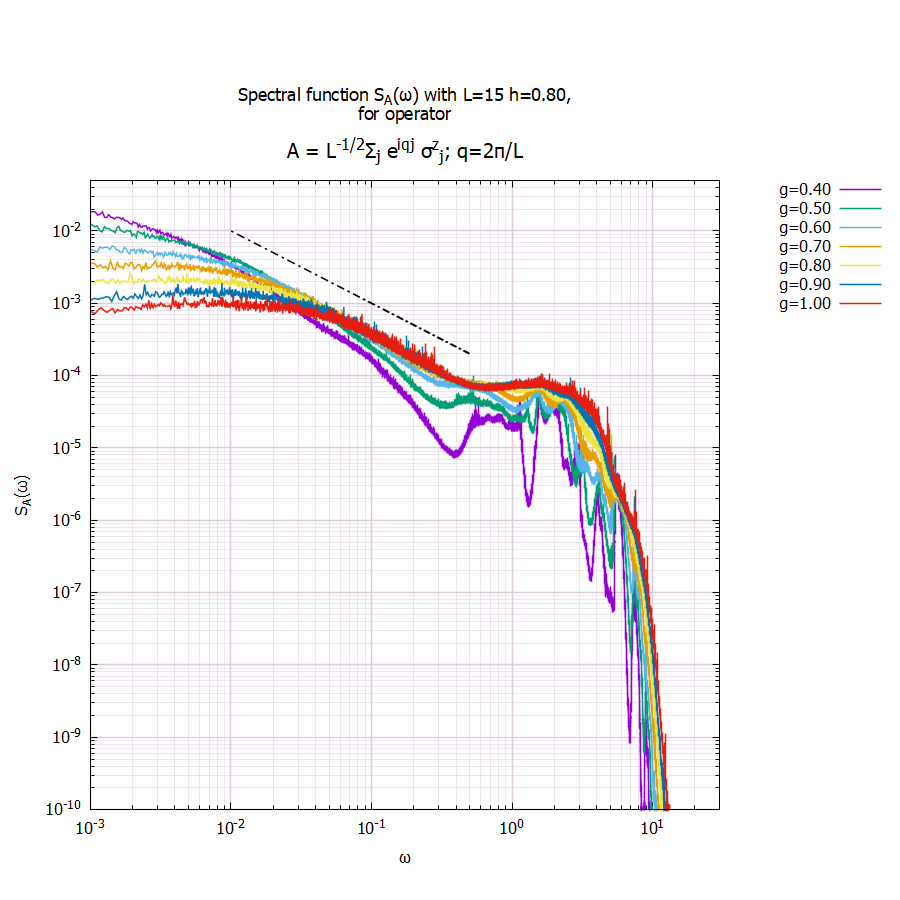 Spectral function S_A(ω) with L=15 h=0.80,
for operator
A = L^-1/2 Σ_j e^iqj σ^z_j; q=2π/L
g=0.40
g=0.50
g=0.60
g=0.70
g=0.80
g=0.90
g=1.00
S_A(ω)
10^-2
10^-3
10^-4
10^-5
10^-6
10^-7
10^-8
10^-9
10^-10
10^-3
10^-2
10^-1
10^0
10^1
ω